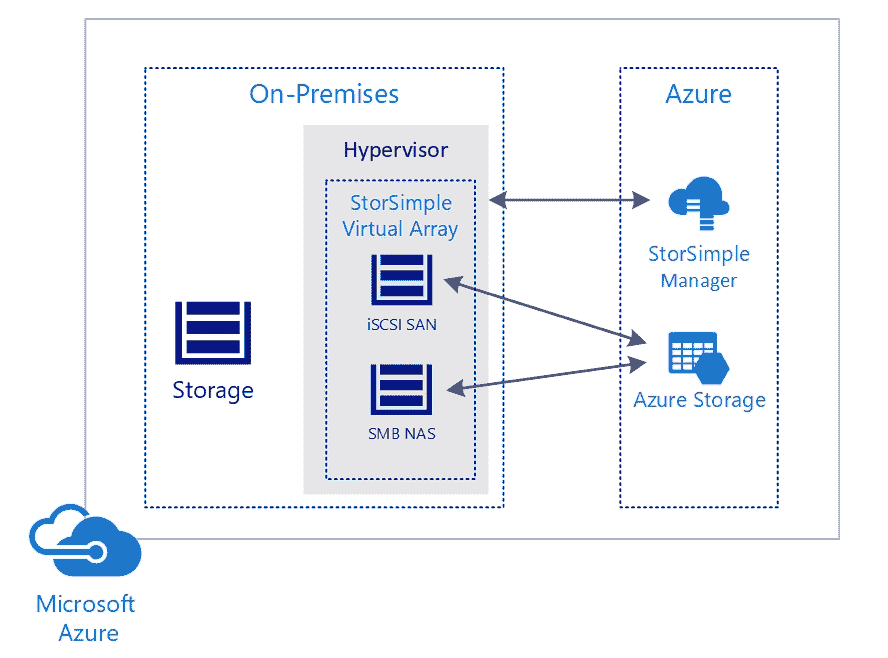 On-Premises
Azure
Hypervisor
StorSimple
Virtual Array
iSCSI SAN
SMB NAS
Storage
StorSimple
Manager
Azure Storage
Microsoft
Azure